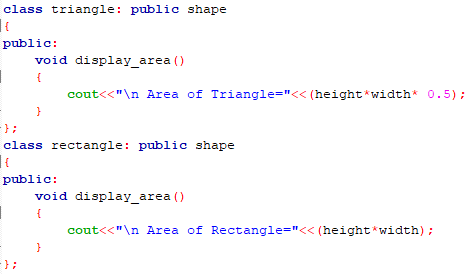 class triangle: public shape
{
public:
    void display_area()
    {
        cout<<"\n Area of Triangle="<<(height*width* 0.5);
    }
};
class rectangle: public shape
{
public:
    void display_area()
    {
        cout<<"\n Area of Rectangle="<<(height*width);
    }
};